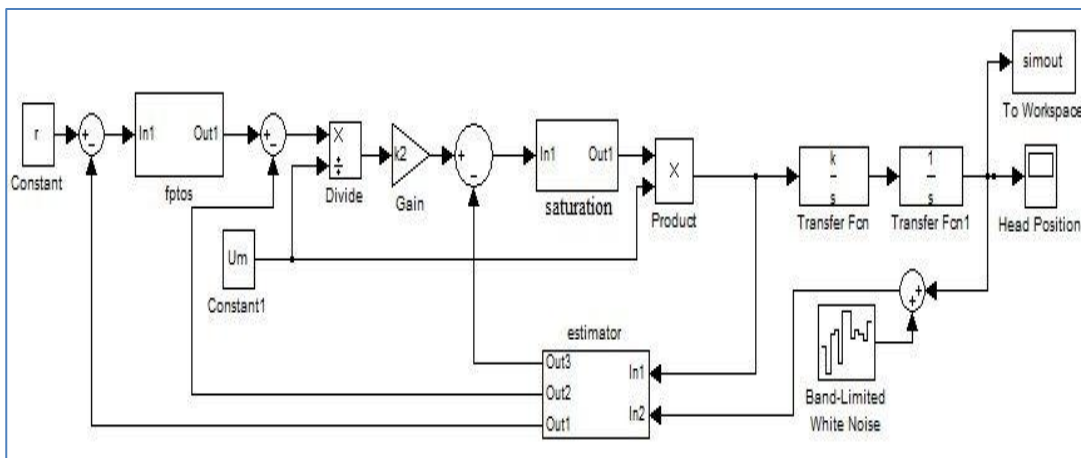 simout
To Workspace
r
Constant
+
−
In1 Out1
fptos
+
−
×
÷
Divide
k2
Gain
+
−
In1 Out1
saturation
×
Product
k
s
Transfer Fcn
1
s
Transfer Fcn1
Head Position
Um
Constant1
+
+
estimator
Out3
Out2
Out1
In1
In2
Band-Limited
White Noise